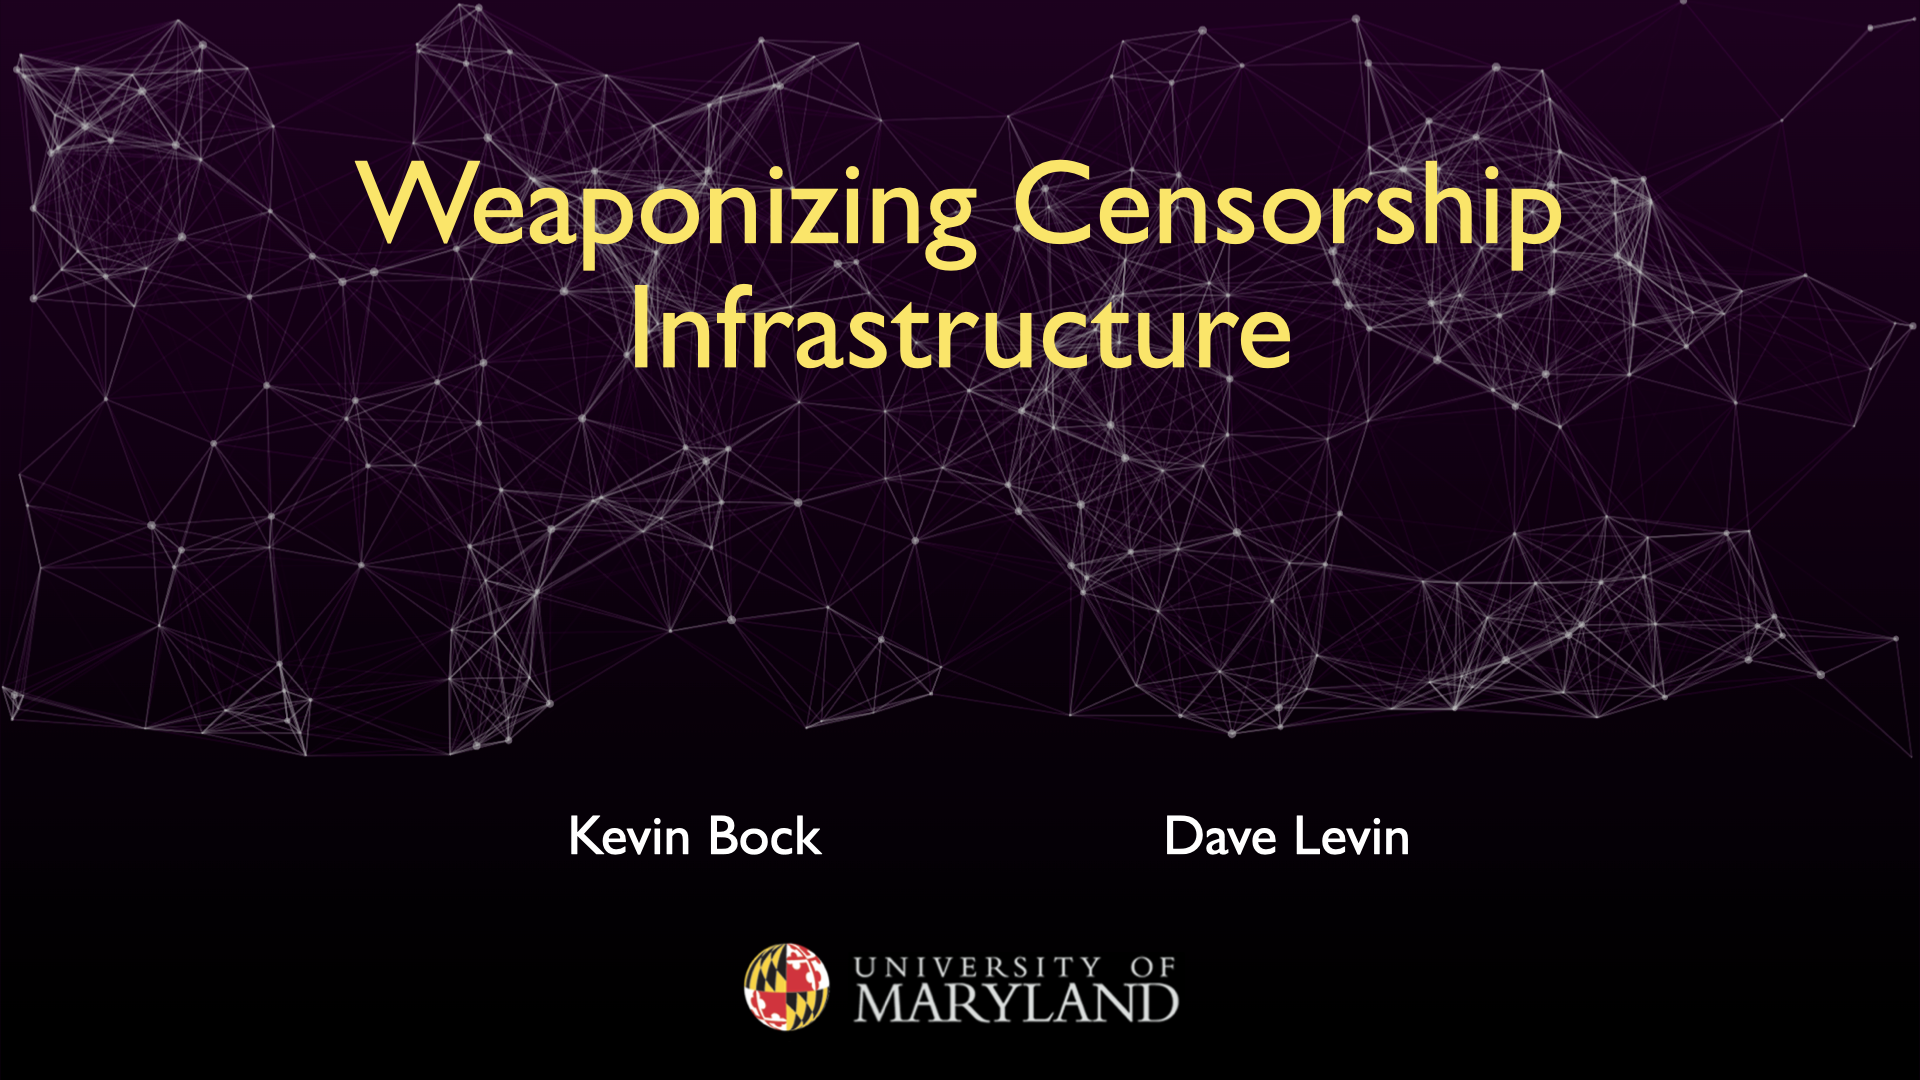 Weaponizing Censorship
Infrastructure
Kevin Bock
Dave Levin
UNIVERSITY OF
MARYLAND